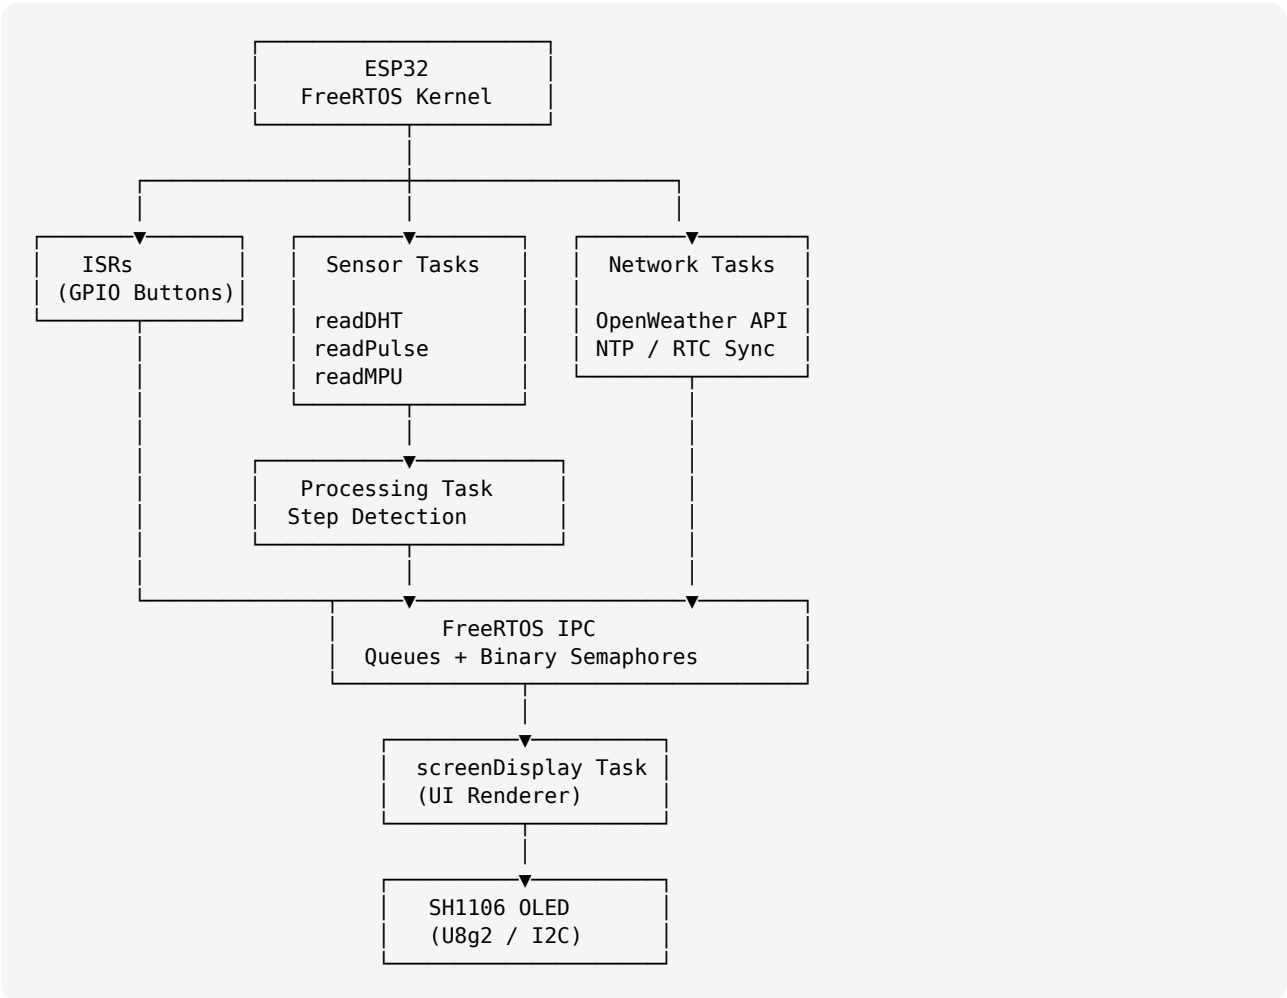 ESP32
FreeRTOS Kernel
ISRs
(GPIO Buttons)
Sensor Tasks
readDHT
readPulse
readMPU
Network Tasks
OpenWeather API
NTP / RTC Sync
Processing Task
Step Detection
FreeRTOS IPC
Queues + Binary Semaphores
screenDisplay Task
(UI Renderer)
SH1106 OLED
(U8g2 / I2C)